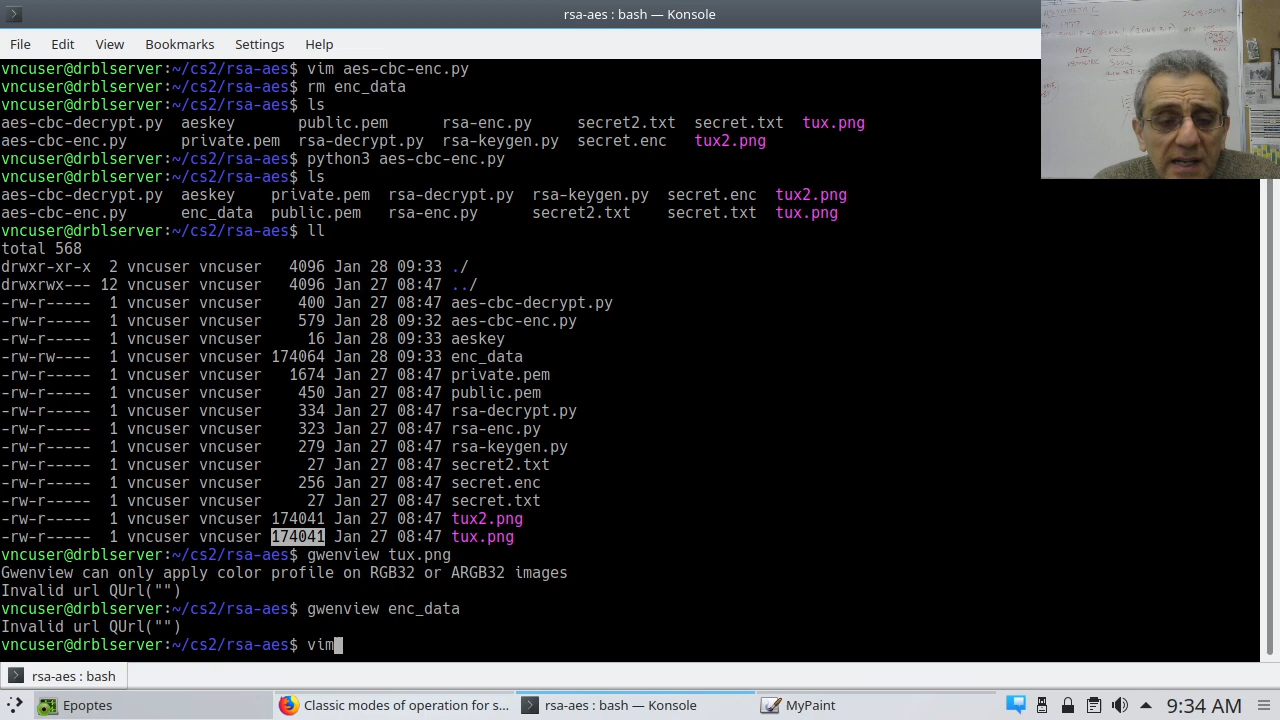 rsa-aes : bash — Konsole
File Edit View Bookmarks Settings Help
vncuser@drblserver:~/cs2/rsa-aes$ vim aes-cbc-enc.py
vncuser@drblserver:~/cs2/rsa-aes$ rm enc_data
vncuser@drblserver:~/cs2/rsa-aes$ ls
aes-cbc-decrypt.py aeskey public.pem rsa-enc.py secret2.txt secret.txt tux.png
aes-cbc-enc.py private.pem rsa-decrypt.py rsa-keygen.py secret.enc tux2.png
vncuser@drblserver:~/cs2/rsa-aes$ python3 aes-cbc-enc.py
vncuser@drblserver:~/cs2/rsa-aes$ ls
aes-cbc-decrypt.py aeskey private.pem rsa-decrypt.py rsa-keygen.py secret.enc tux2.png
aes-cbc-enc.py enc_data public.pem rsa-enc.py secret2.txt secret.txt tux.png
vncuser@drblserver:~/cs2/rsa-aes$ ll
total 568
drwxr-xr-x 2 vncuser vncuser 4096 Jan 28 09:33 ./
drwxrwx--- 12 vncuser vncuser 4096 Jan 27 08:47 ../
-rw-r----- 1 vncuser vncuser 400 Jan 27 08:47 aes-cbc-decrypt.py
-rw-r----- 1 vncuser vncuser 579 Jan 28 09:32 aes-cbc-enc.py
-rw-r----- 1 vncuser vncuser 16 Jan 28 09:33 aeskey
-rw-rw---- 1 vncuser vncuser 174064 Jan 28 09:33 enc_data
-rw-r----- 1 vncuser vncuser 1674 Jan 27 08:47 private.pem
-rw-r----- 1 vncuser vncuser 450 Jan 27 08:47 public.pem
-rw-r----- 1 vncuser vncuser 334 Jan 27 08:47 rsa-decrypt.py
-rw-r----- 1 vncuser vncuser 323 Jan 27 08:47 rsa-enc.py
-rw-r----- 1 vncuser vncuser 279 Jan 27 08:47 rsa-keygen.py
-rw-r----- 1 vncuser vncuser 27 Jan 27 08:47 secret2.txt
-rw-r----- 1 vncuser vncuser 256 Jan 27 08:47 secret.enc
-rw-r----- 1 vncuser vncuser 27 Jan 27 08:47 secret.txt
-rw-r----- 1 vncuser vncuser 174041 Jan 27 08:47 tux2.png
-rw-r----- 1 vncuser vncuser 174041 Jan 27 08:47 tux.png
vncuser@drblserver:~/cs2/rsa-aes$ gwenview tux.png
Gwenview can only apply color profile on RGB32 or ARGB32 images
Invalid url QUrl("")
vncuser@drblserver:~/cs2/rsa-aes$ gwenview enc_data
Invalid url QUrl("")
vncuser@drblserver:~/cs2/rsa-aes$ vim
rsa-aes : bash
Epoptes Classic modes of operation for s... rsa-aes : bash — Konsole MyPaint 9:34 AM